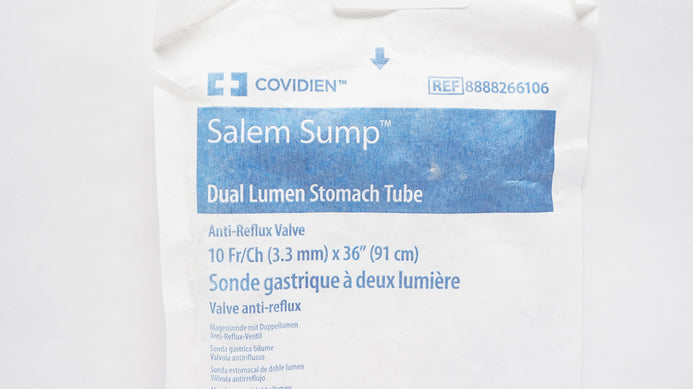 COVIDIEN™
REF 8888266106
Salem Sump™
Dual Lumen Stomach Tube
Anti-Reflux Valve
10 Fr/Ch (3.3 mm) x 36” (91 cm)
Sonde gastrique à deux lumière
Valve anti-reflux
Magensonde mit Doppellumen
Anti-Reflux-Ventil
Sonda gastrica bilume
Valvola antiriflusso
Sonda estomacal de doble lumen
Válvula antirreflujo